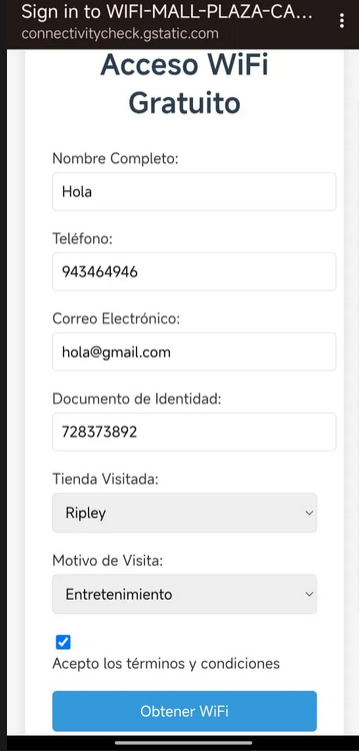 Sign in to WIFI-MALL-PLAZA-CA...
connectivitycheck.gstatic.com
Acceso WiFi
Gratuito
Nombre Completo:
Hola
Teléfono:
943464946
Correo Electrónico:
hola@gmail.com
Documento de Identidad:
728373892
Tienda Visitada:
Ripley
Motivo de Visita:
Entretenimiento
Acepto los términos y condiciones
Obtener WiFi